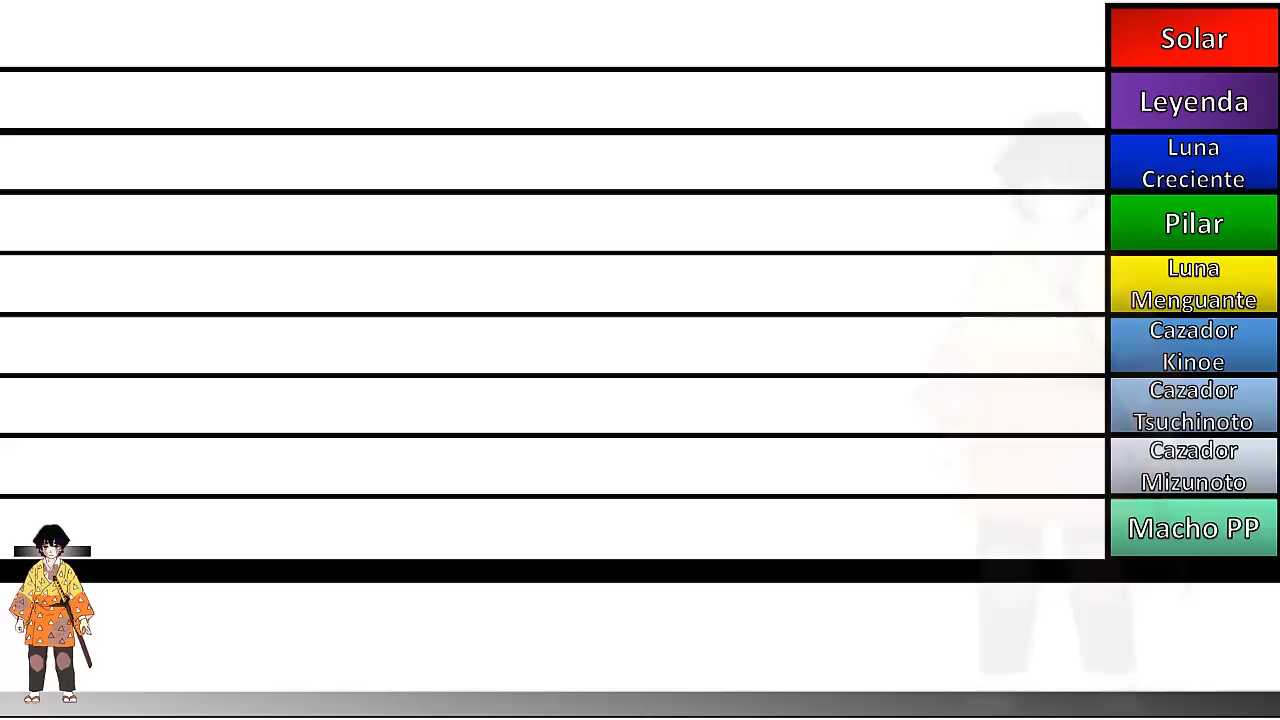 Solar
Leyenda
Luna
Creciente
Pilar
Luna
Menguante
Cazador
Kinoe
Cazador
Tsuchinoto
Cazador
Mizunoto
Macho PP